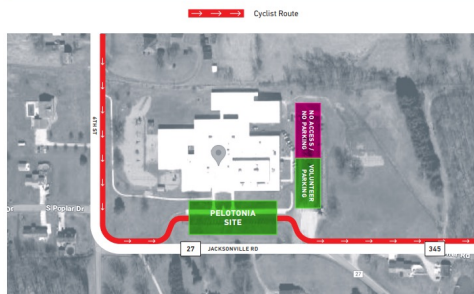 Cyclist Route
4TH ST
NO ACCESS /
NO PARKING
VOLUNTEER
PARKING
S Poplar Dr
PELOTONIA
SITE
27
JACKSONVILLE RD
345
27